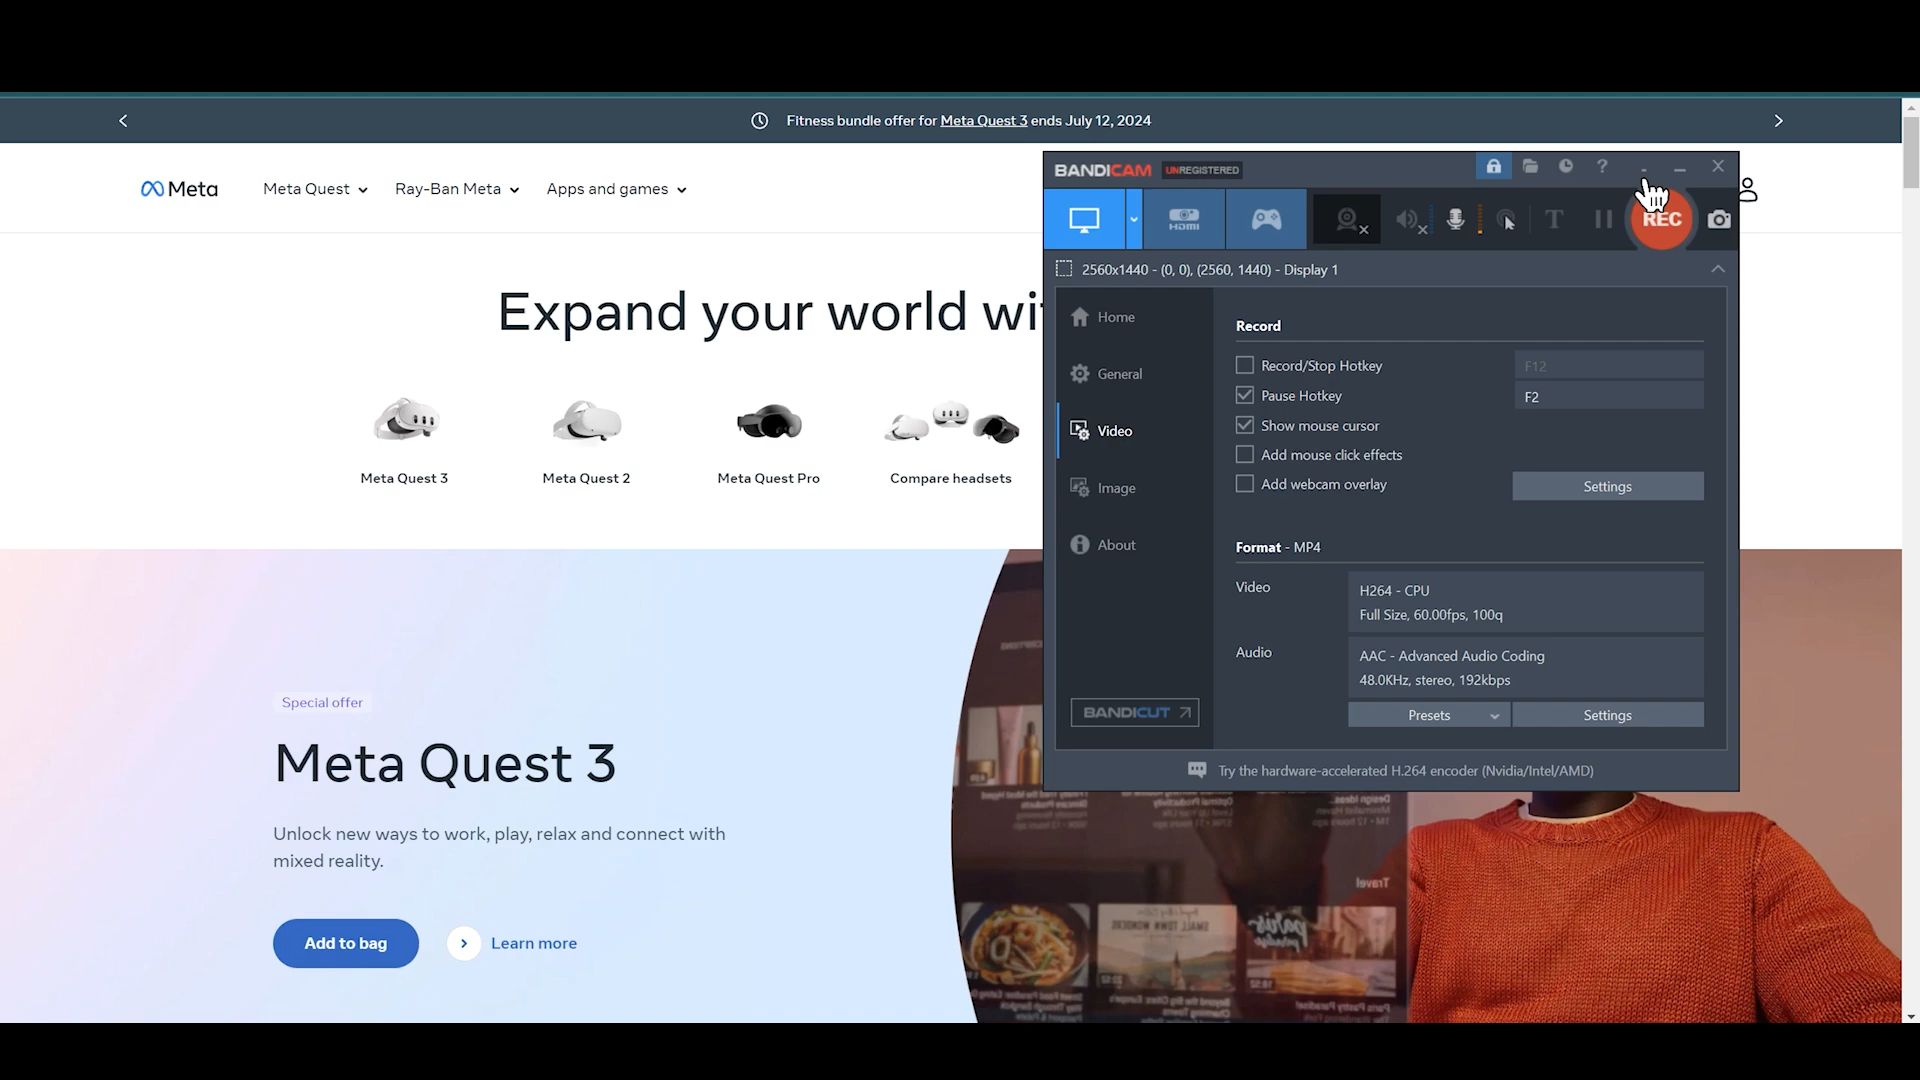 Fitness bundle offer for Meta Quest 3 ends July 12, 2024
Meta
Meta Quest
Ray-Ban Meta
Apps and games
Expand your world wi
Meta Quest 3
Meta Quest 2
Meta Quest Pro
Compare headsets
Special offer
Meta Quest 3
Unlock new ways to work, play, relax and connect with
mixed reality.
Add to bag
Learn more
BANDICAM UNREGISTERED
HDMI
T
REC
2560x1440 - (0, 0), (2560, 1440) - Display 1
Home
General
Video
Image
About
BANDICUT
Record
Record/Stop Hotkey F12
Pause Hotkey F2
Show mouse cursor
Add mouse click effects
Add webcam overlay
Settings
Format - MP4
Video
H264 - CPU
Full Size, 60.00fps, 100q
Audio
AAC - Advanced Audio Coding
48.0KHz, stereo, 192kbps
Presets
Settings
Try the hardware-accelerated H.264 encoder (Nvidia/Intel/AMD)
Travel